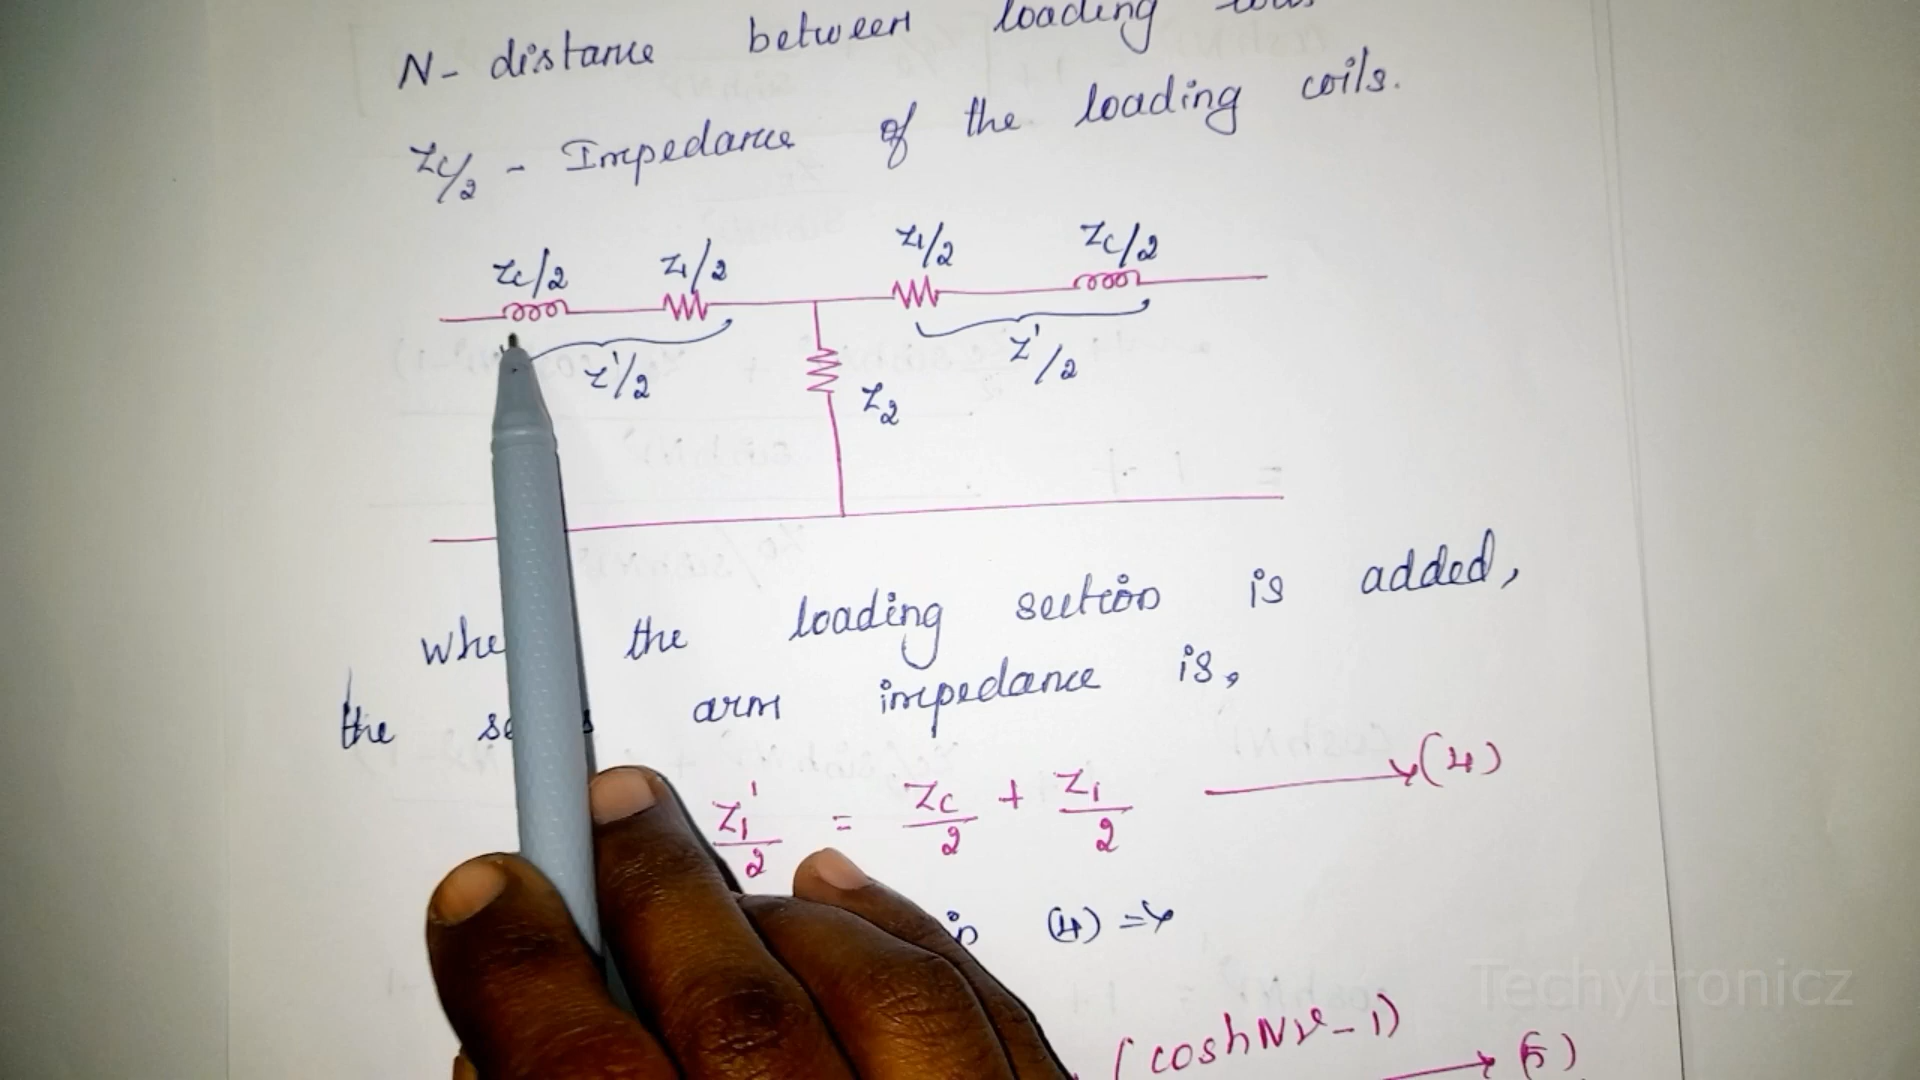 N- distance between loading
Zc/2 - Impedance of the loading coils.
Zc/2 Z1/2 Z1/2 Zc/2
Z'/2 Z2 Z'/2
the loading section is added,
the arm impedance is,
Z1'/2 = Zc/2 + Z1/2 → (4)
in (4) =>
(coshNγ-1)
→ (5)
Techytronicz